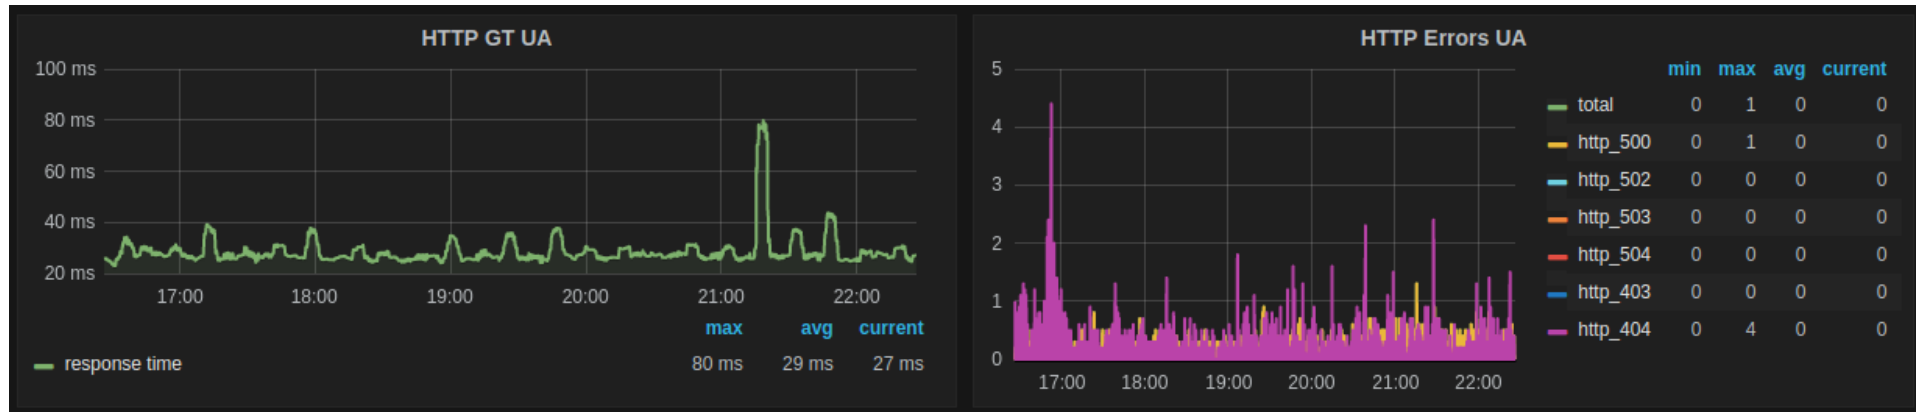 HTTP GT UA
100 ms
80 ms
60 ms
40 ms
20 ms
17:00 18:00 19:00 20:00 21:00 22:00
max avg current
response time 80 ms 29 ms 27 ms
HTTP Errors UA
5
4
3
2
1
0
17:00 18:00 19:00 20:00 21:00 22:00
min max avg current
total 0 1 0 0
http_500 0 1 0 0
http_502 0 0 0 0
http_503 0 0 0 0
http_504 0 0 0 0
http_403 0 0 0 0
http_404 0 4 0 0